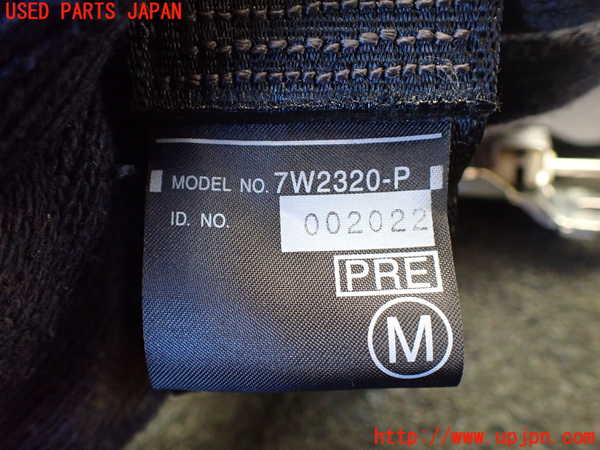 USED PARTS JAPAN
MODEL NO. 7W2320-P
ID. NO. 002022
PRE
M
http://www.upjpn.com/